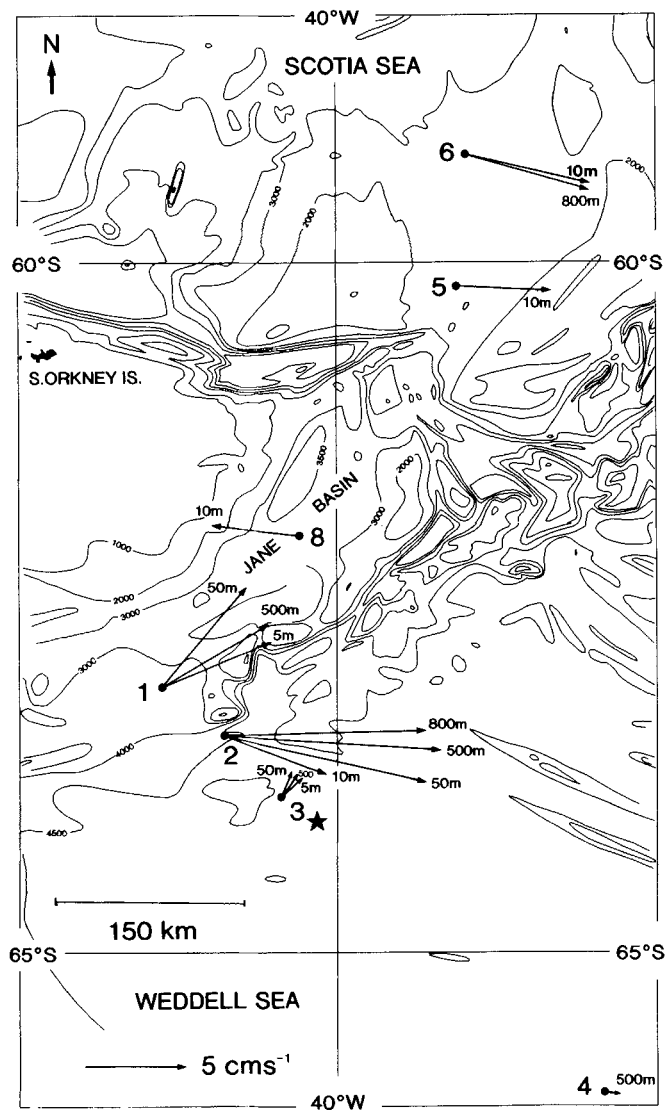 40°W
N
SCOTIA SEA
6
10m
800m
3000
2000
2000
60°S
60°S
5
10m
S.ORKNEY IS.
3500
JANE BASIN
2000
3000
10m
8
1000
50m
2000
3000
500m
5m
3000
1
800m
500m
2
4000
10m
50m
50m
500
5m
3
4500
150 km
65°S
65°S
WEDDELL SEA
5 cms⁻¹
500m
4
40°W